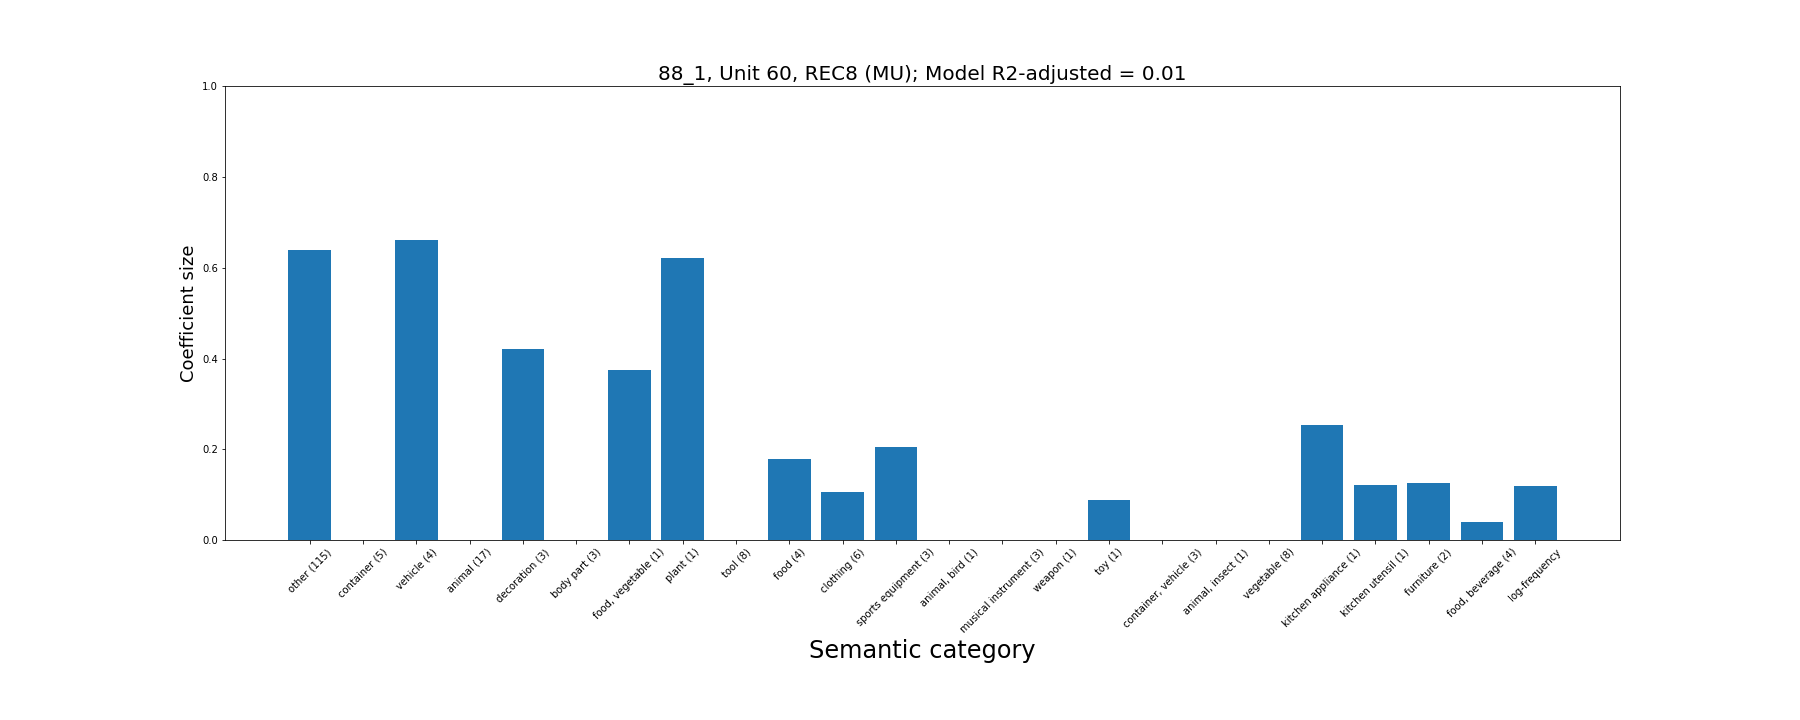 88_1, Unit 60, REC8 (MU); Model R2-adjusted = 0.01
1.0
0.8
0.6
0.4
0.2
0.0
Coefficient size
other (115)
container (5)
vehicle (4)
animal (17)
decoration (3)
body part (3)
food, vegetable (1)
plant (1)
tool (8)
food (4)
clothing (6)
sports equipment (3)
animal, bird (1)
musical instrument (3)
weapon (1)
toy (1)
container, vehicle (3)
animal, insect (1)
vegetable (8)
kitchen appliance (1)
kitchen utensil (1)
furniture (2)
food, beverage (4)
log-frequency
Semantic category